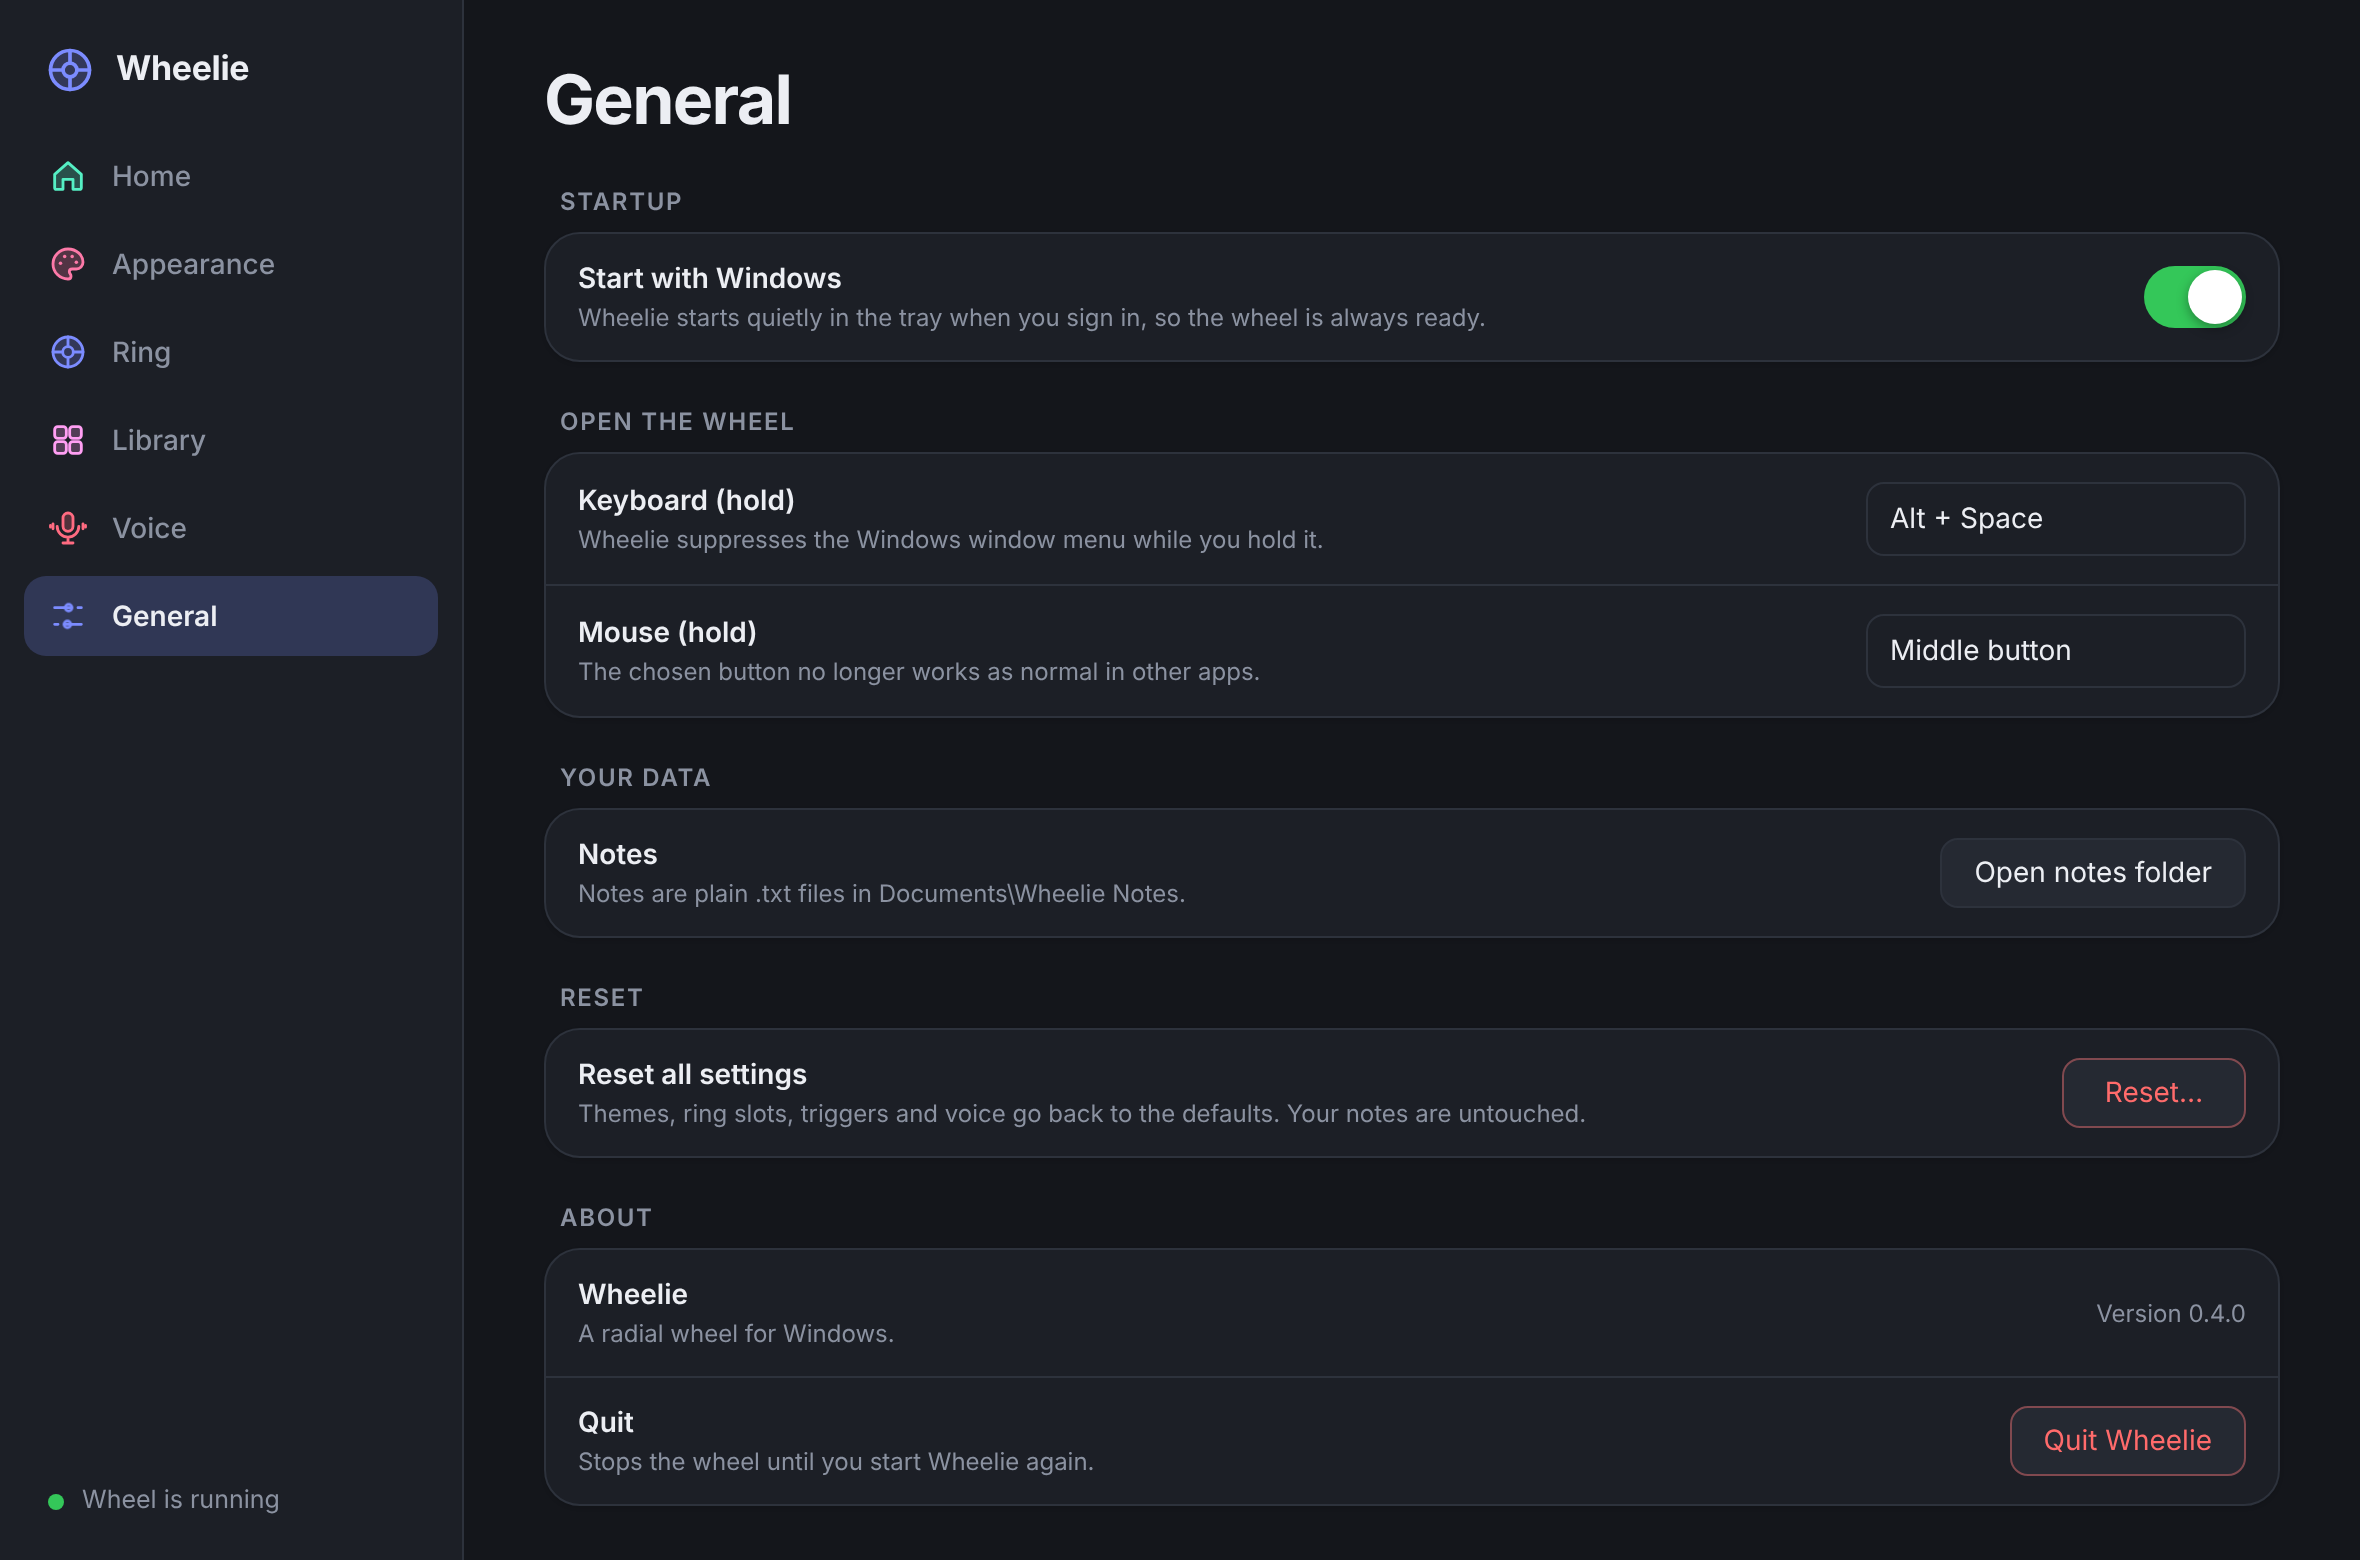 Wheelie
Home
Appearance
Ring
Library
Voice
General
Wheel is running
General
STARTUP
Start with Windows
Wheelie starts quietly in the tray when you sign in, so the wheel is always ready.
OPEN THE WHEEL
Keyboard (hold)
Wheelie suppresses the Windows window menu while you hold it.
Alt + Space
Mouse (hold)
The chosen button no longer works as normal in other apps.
Middle button
YOUR DATA
Notes
Notes are plain .txt files in Documents\Wheelie Notes.
Open notes folder
RESET
Reset all settings
Themes, ring slots, triggers and voice go back to the defaults. Your notes are untouched.
Reset...
ABOUT
Wheelie
A radial wheel for Windows.
Version 0.4.0
Quit
Stops the wheel until you start Wheelie again.
Quit Wheelie